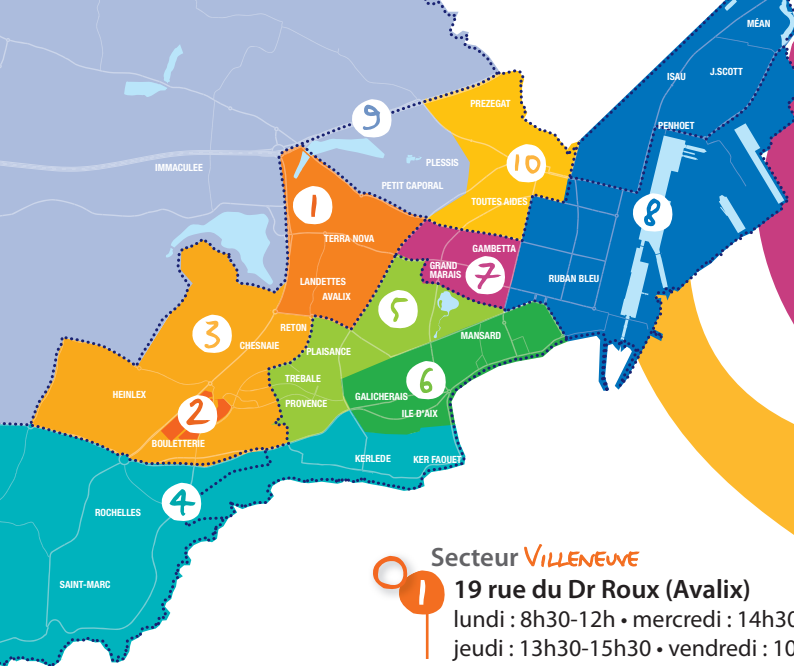 MÉAN
J.SCOTT
ISAU
PREZEGAT
9
PENHOET
10
PLESSIS
IMMACULEE
PETIT CAPORAL
TOUTES AIDES
1
8
TERRA NOVA
GAMBETTA
GRAND
MARAIS
7
RUBAN BLEU
LANDETTES
AVALIX
5
RETON
3
CHESNAIE
MANSARD
PLAISANCE
TREBALE
6
HEINLEX
GALICHERAIS
PROVENCE
ILE D'AIX
2
BOULETTERIE
KERLEDE
KER FAOUET
4
ROCHELLES
SAINT-MARC
Secteur VILLENEUVE
1
19 rue du Dr Roux (Avalix)
lundi : 8h30-12h • mercredi : 14h30
jeudi : 13h30-15h30 • vendredi : 10